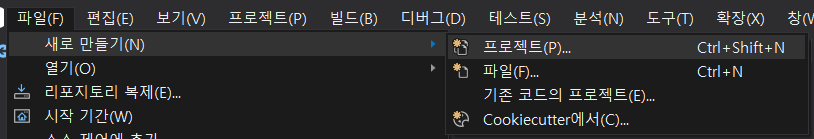 파일(F) 편집(E) 보기(V) 프로젝트(P) 빌드(B) 디버그(D) 테스트(S) 분석(N) 도구(T) 확장(X)
새로 만들기(N)
열기(O)
리포지토리 복제(E)...
시작 기간(W)
프로젝트(P)... Ctrl+Shift+N
파일(F)... Ctrl+N
기존 코드의 프로젝트(E)...
Cookiecutter에서(C)...